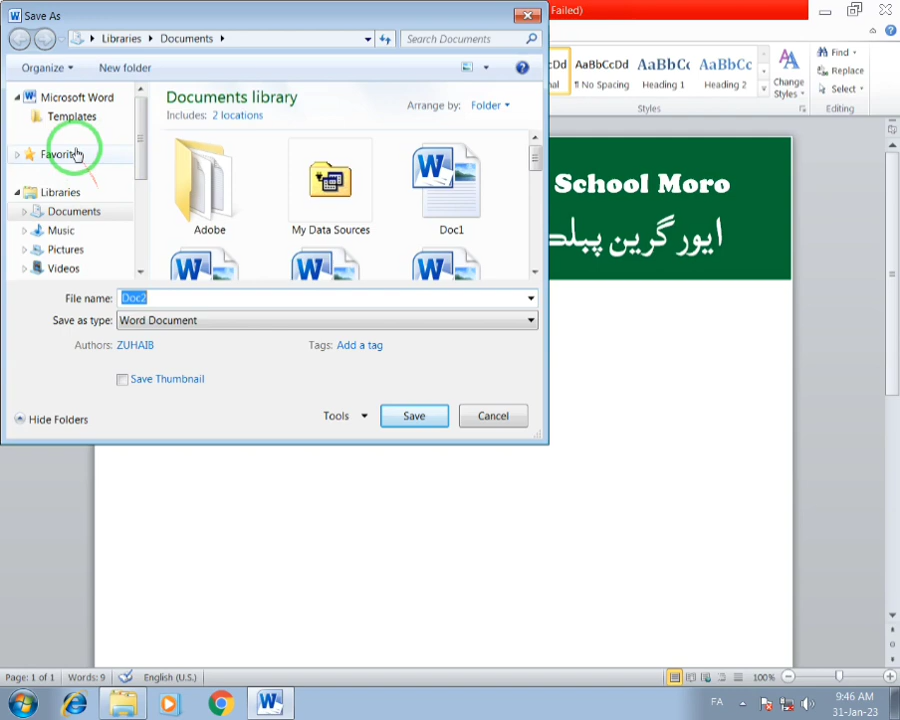 Save As
Failed)
Libraries
Documents
Search Documents
Organize
New folder
Microsoft Word
Templates
Favorit
Libraries
Documents
Music
Pictures
Videos
Documents library
Includes: 2 locations
Arrange by: Folder
Adobe
My Data Sources
Doc1
File name: Doc2
Save as type: Word Document
Authors: ZUHAIB
Tags: Add a tag
Save Thumbnail
Hide Folders
Tools
Save
Cancel
CcDd AaBbCcDd AaBbCc AaBbCc
nal ¶ No Spacing Heading 1 Heading 2
Change Styles
Styles
Find
Replace
Select
Editing
School Moro
ایورگرین پبلک
Page: 1 of 1
Words: 9
English (U.S.)
100%
FA
9:46 AM
31-Jan-23